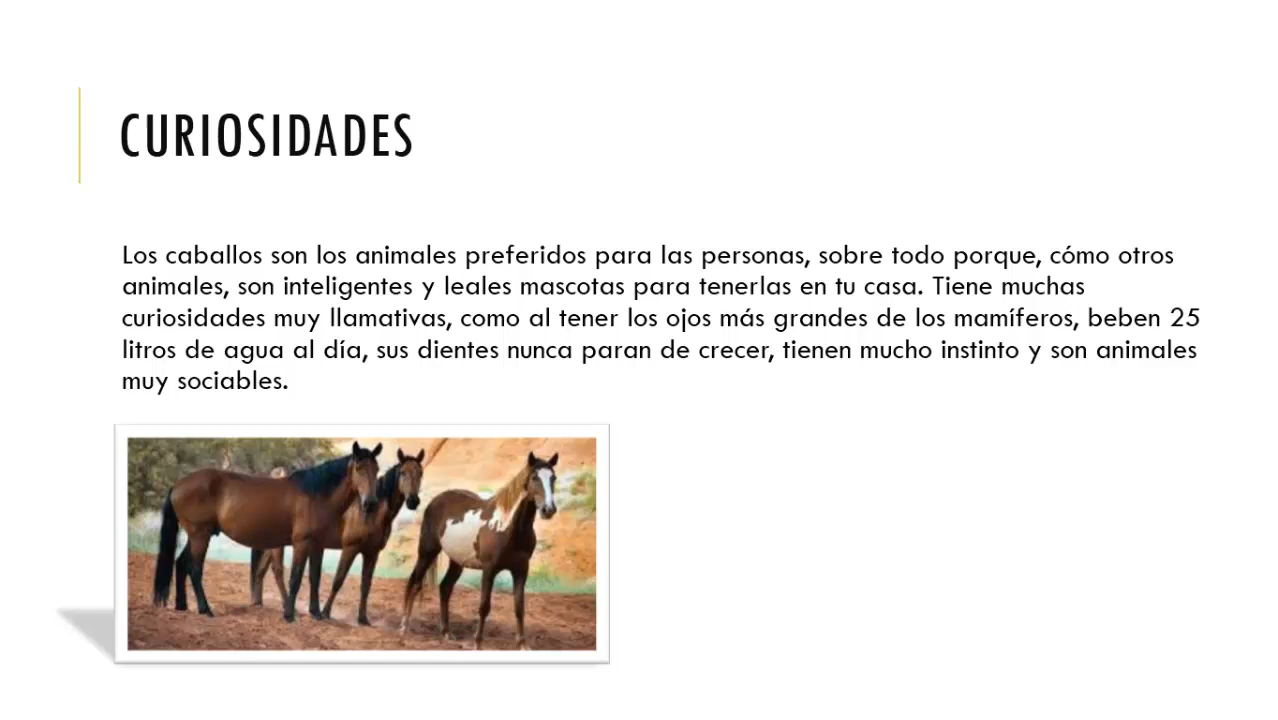 CURIOSIDADES
Los caballos son los animales preferidos para las personas, sobre todo porque, cómo otros
animales, son inteligentes y leales mascotas para tenerlas en tu casa. Tiene muchas
curiosidades muy llamativas, como al tener los ojos más grandes de los mamíferos, beben 25
litros de agua al día, sus dientes nunca paran de crecer, tienen mucho instinto y son animales
muy sociables.